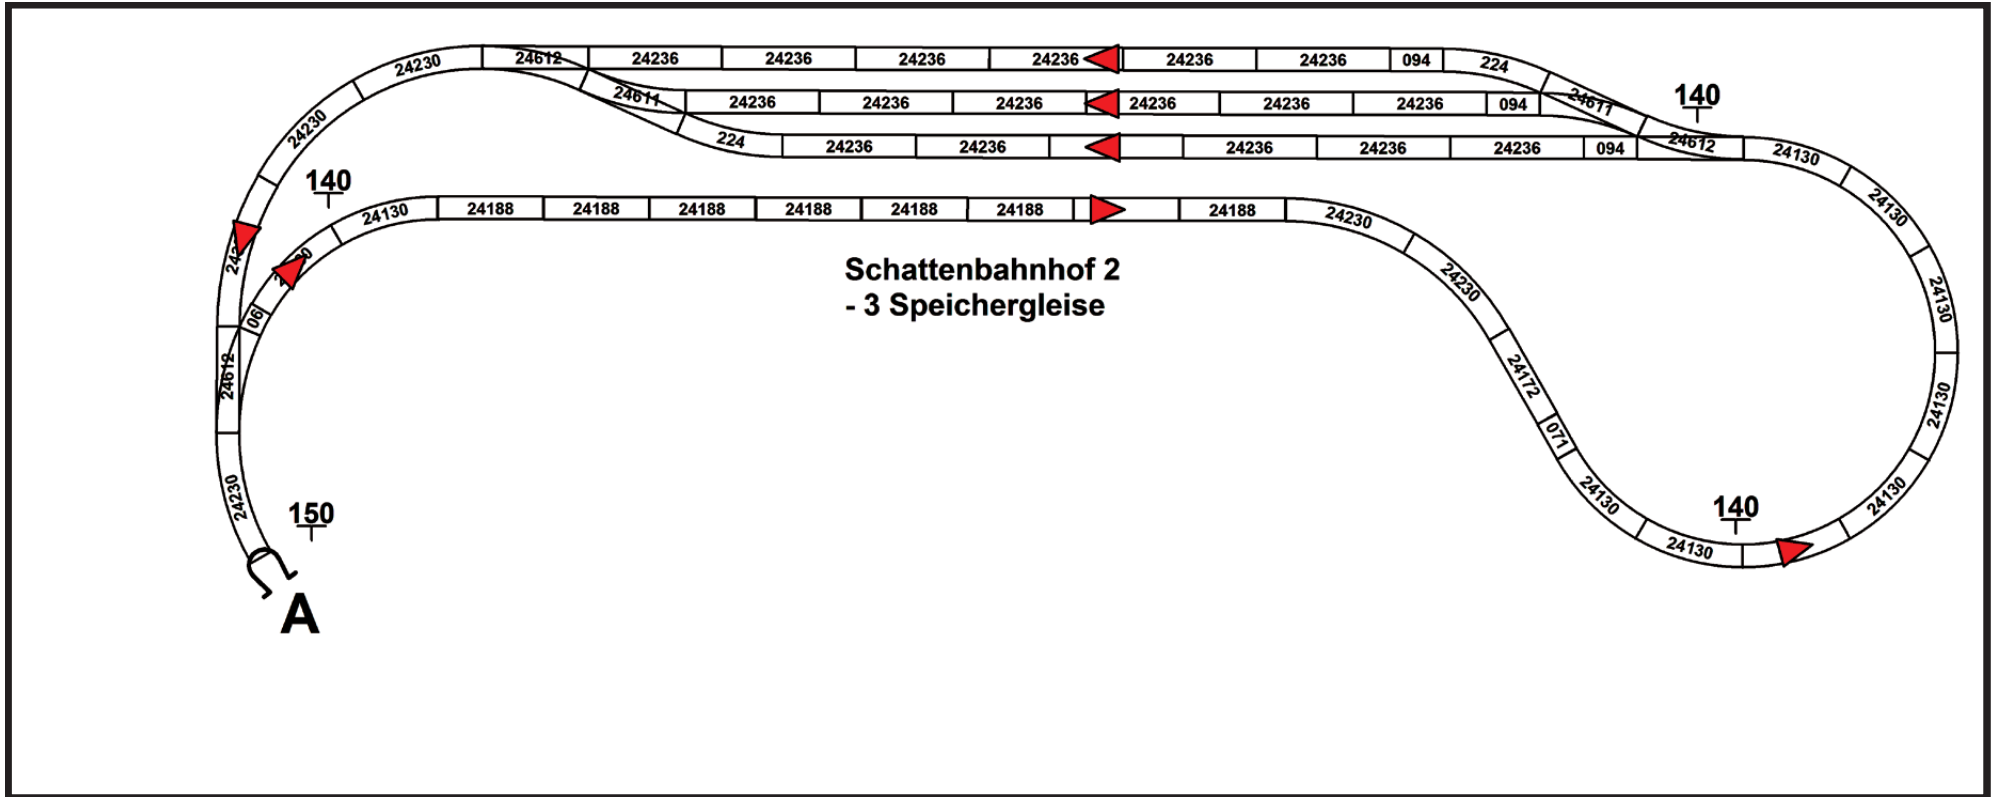 24230 24612 24236 24236 24236 24236 24236 24236 094 224
24611 24236 24236 24236 24236 24236 24236 094 24611 140
224 24236 24236 24236 24236 24236 094 24612 24130
24230
140
24130 24188 24188 24188 24188 24188 24188 24188 24230 24130
24230 24130
Schattenbahnhof 2
- 3 Speichergleise
06
24612 24172 24130
071
24230 24130 24130
150 140
24130
A